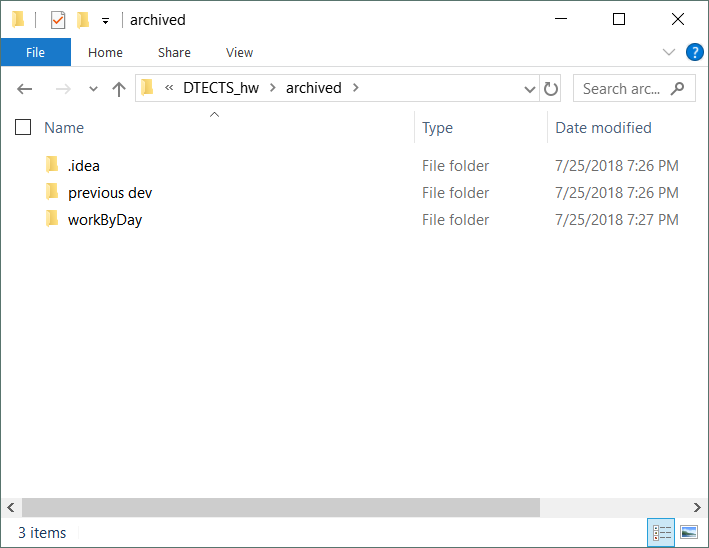 archived
File Home Share View ?
« DTECTS_hw > archived > Search arc...
Name Type Date modified
.idea File folder 7/25/2018 7:26 PM
previous dev File folder 7/25/2018 7:26 PM
workByDay File folder 7/25/2018 7:27 PM
3 items